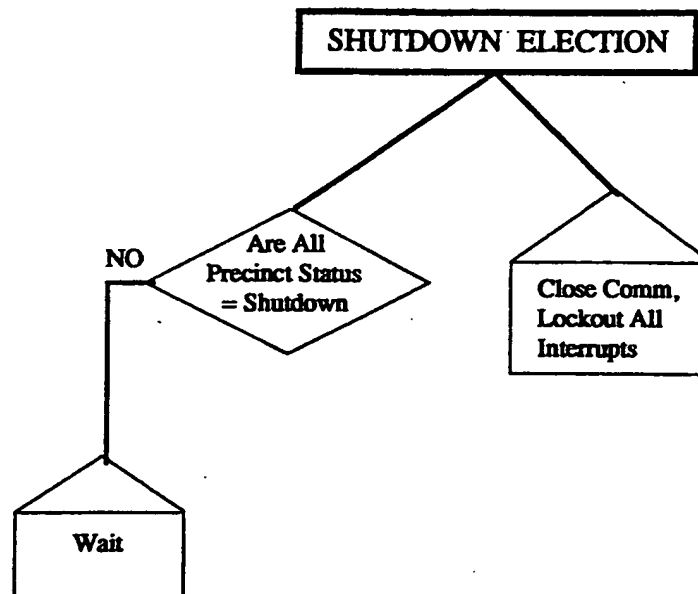 SHUTDOWN ELECTION
Are All
Precinct Status
= Shutdown
NO
Close Comm,
Lockout All
Interrupts
Wait